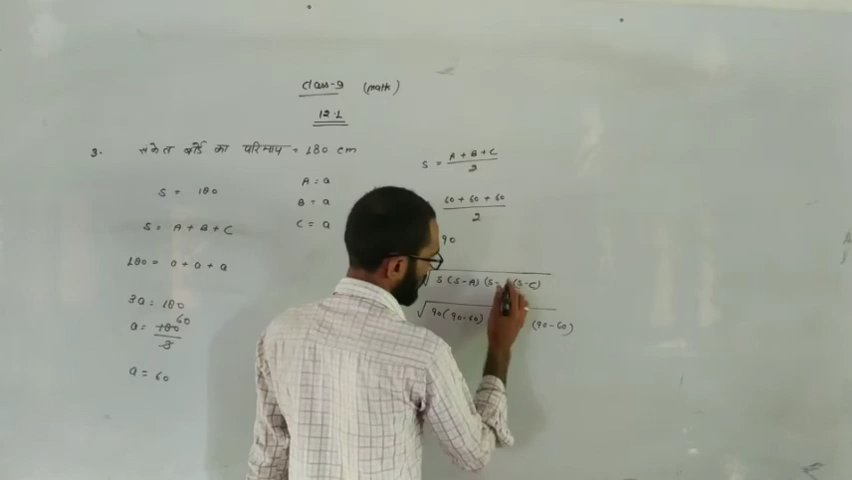 Class-9 (math)
12.1
3. संकेत बोर्ड का परिमाप = 180 cm
S = 180
S = A + B + C
180 = a + a + a
3a = 180
a = 180 60
3
a = 60
A = a
B = a
C = a
S = A + B + C
2
60 + 60 + 60
2
90
√ S (S-A) (S- (S-C)
√ 90 (90-60) (90-60)